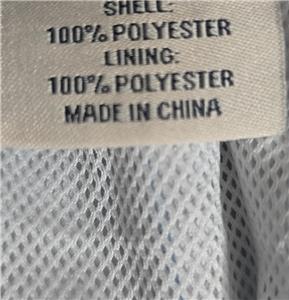 SHELL:
100% POLYESTER
LINING:
100% POLYESTER
MADE IN CHINA